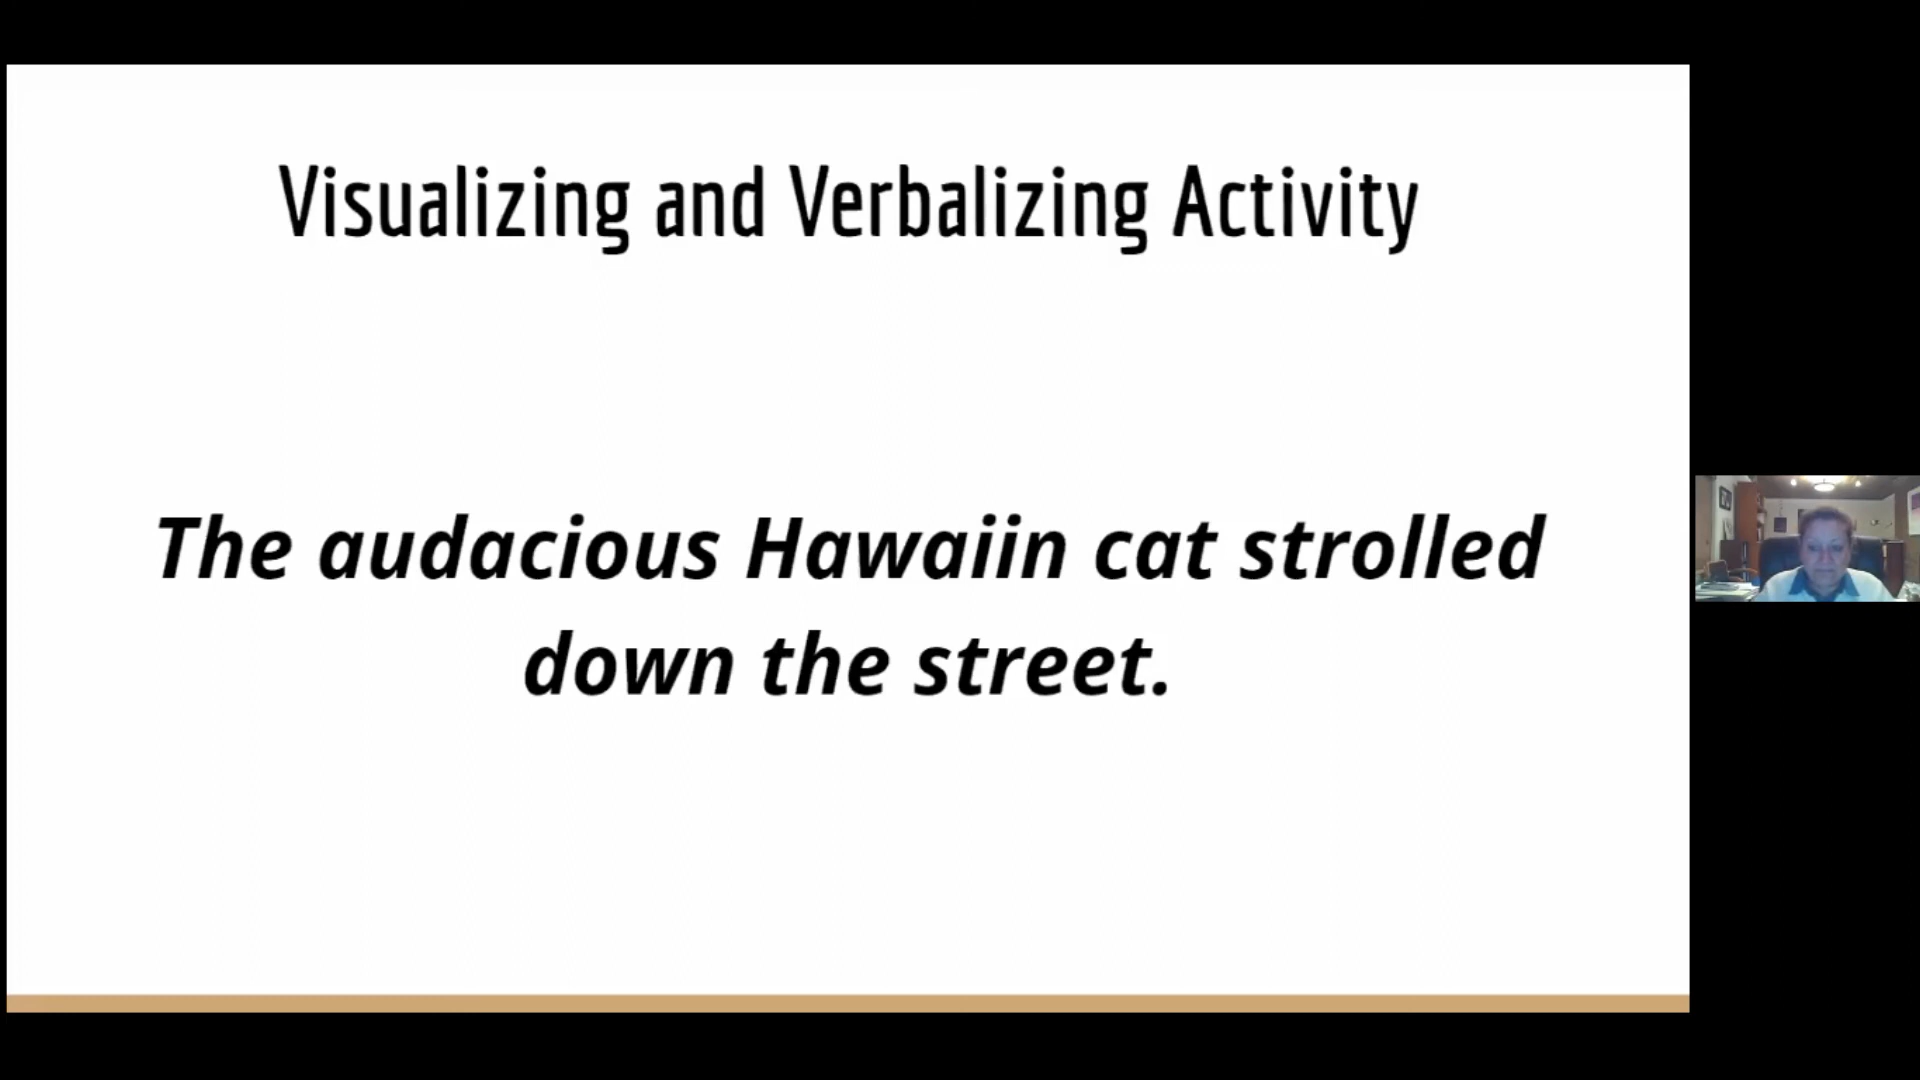 Visualizing and Verbalizing Activity
The audacious Hawaiin cat strolled
down the street.